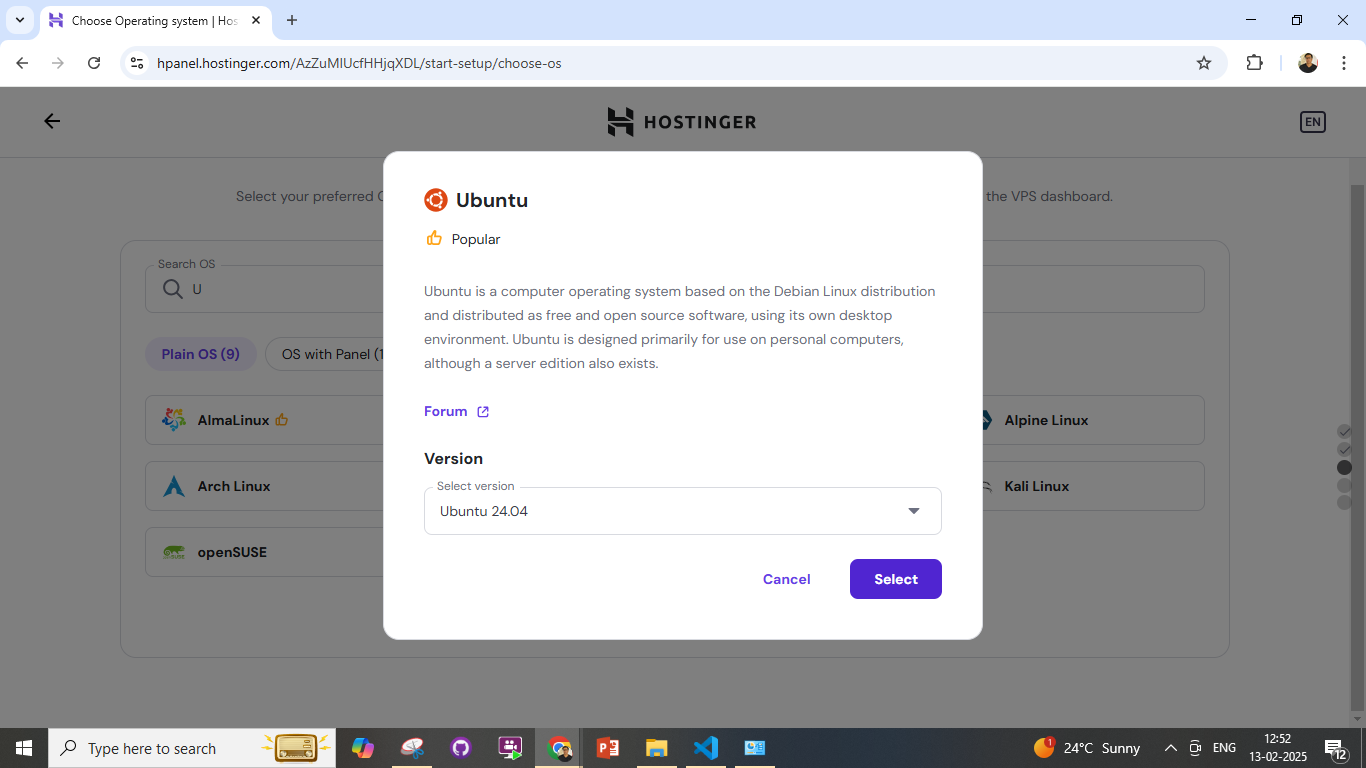 Choose Operating system | Hos
hpanel.hostinger.com/AzZuMlUcfHHjqXDL/start-setup/choose-os
HOSTINGER
EN
Select your preferred
the VPS dashboard.
Search OS
U
Plain OS (9)
OS with Panel (1
AlmaLinux
Alpine Linux
Arch Linux
Kali Linux
openSUSE
Ubuntu
Popular
Ubuntu is a computer operating system based on the Debian Linux distribution
and distributed as free and open source software, using its own desktop
environment. Ubuntu is designed primarily for use on personal computers,
although a server edition also exists.
Forum
Version
Select version
Ubuntu 24.04
Cancel
Select
Type here to search
1
24°C Sunny
ENG
12:52
13-02-2025
12